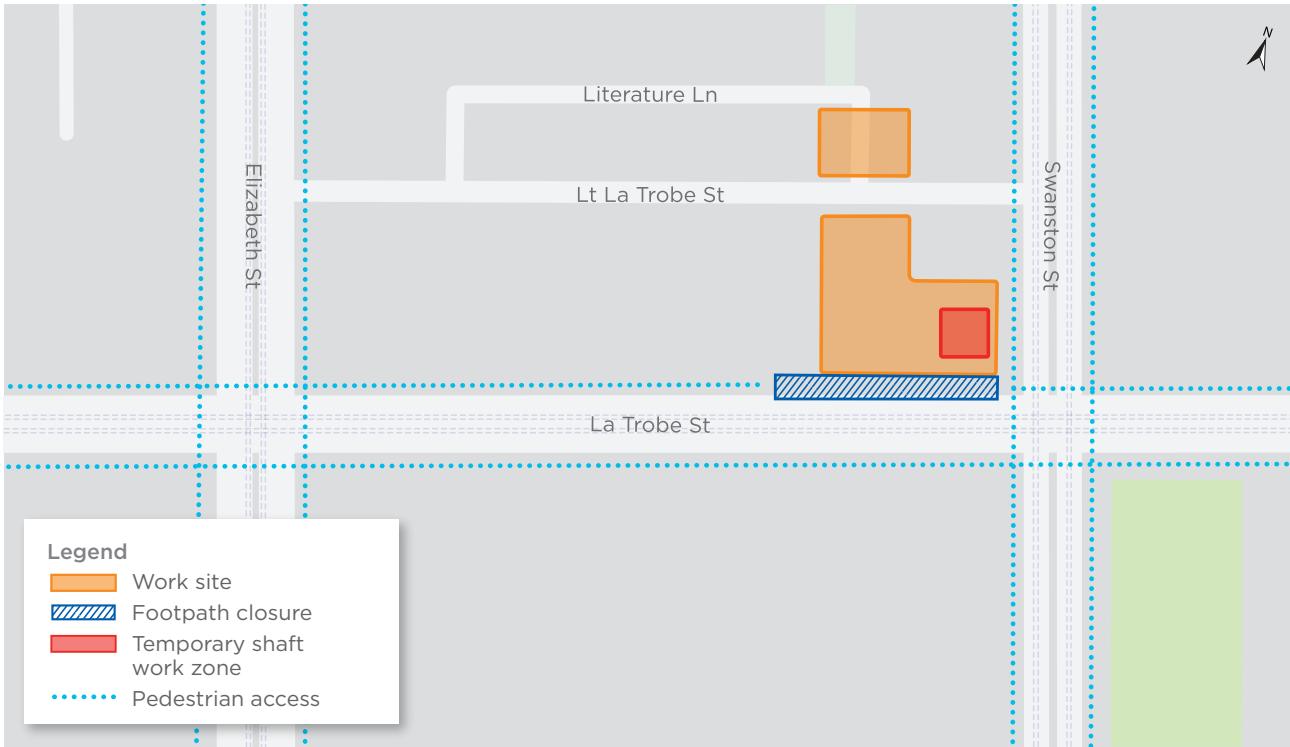 N
Literature Ln
Elizabeth St
Lt La Trobe St
Swanston St
La Trobe St
Legend
Work site
Footpath closure
Temporary shaft
work zone
Pedestrian access